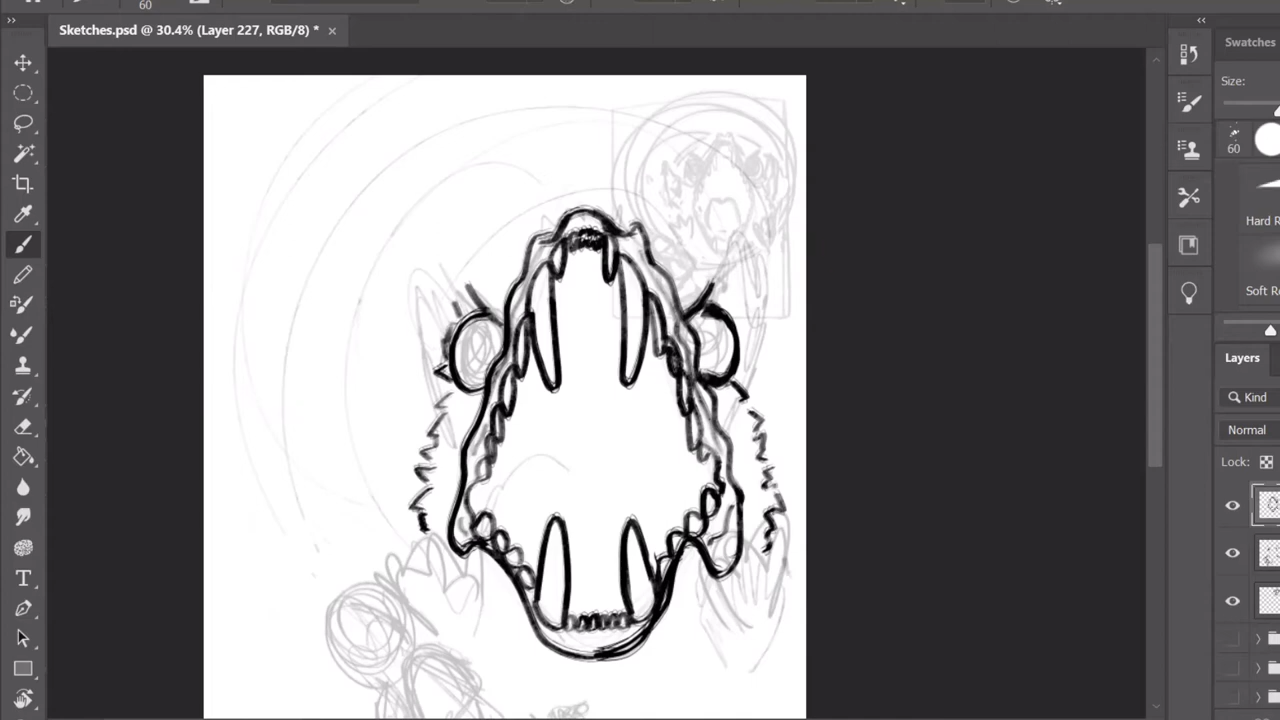 60
Sketches.psd @ 30.4% (Layer 227, RGB/8) *
Swatches
Size:
60
Hard R
Soft R
Layers
Kind
Normal
Lock: